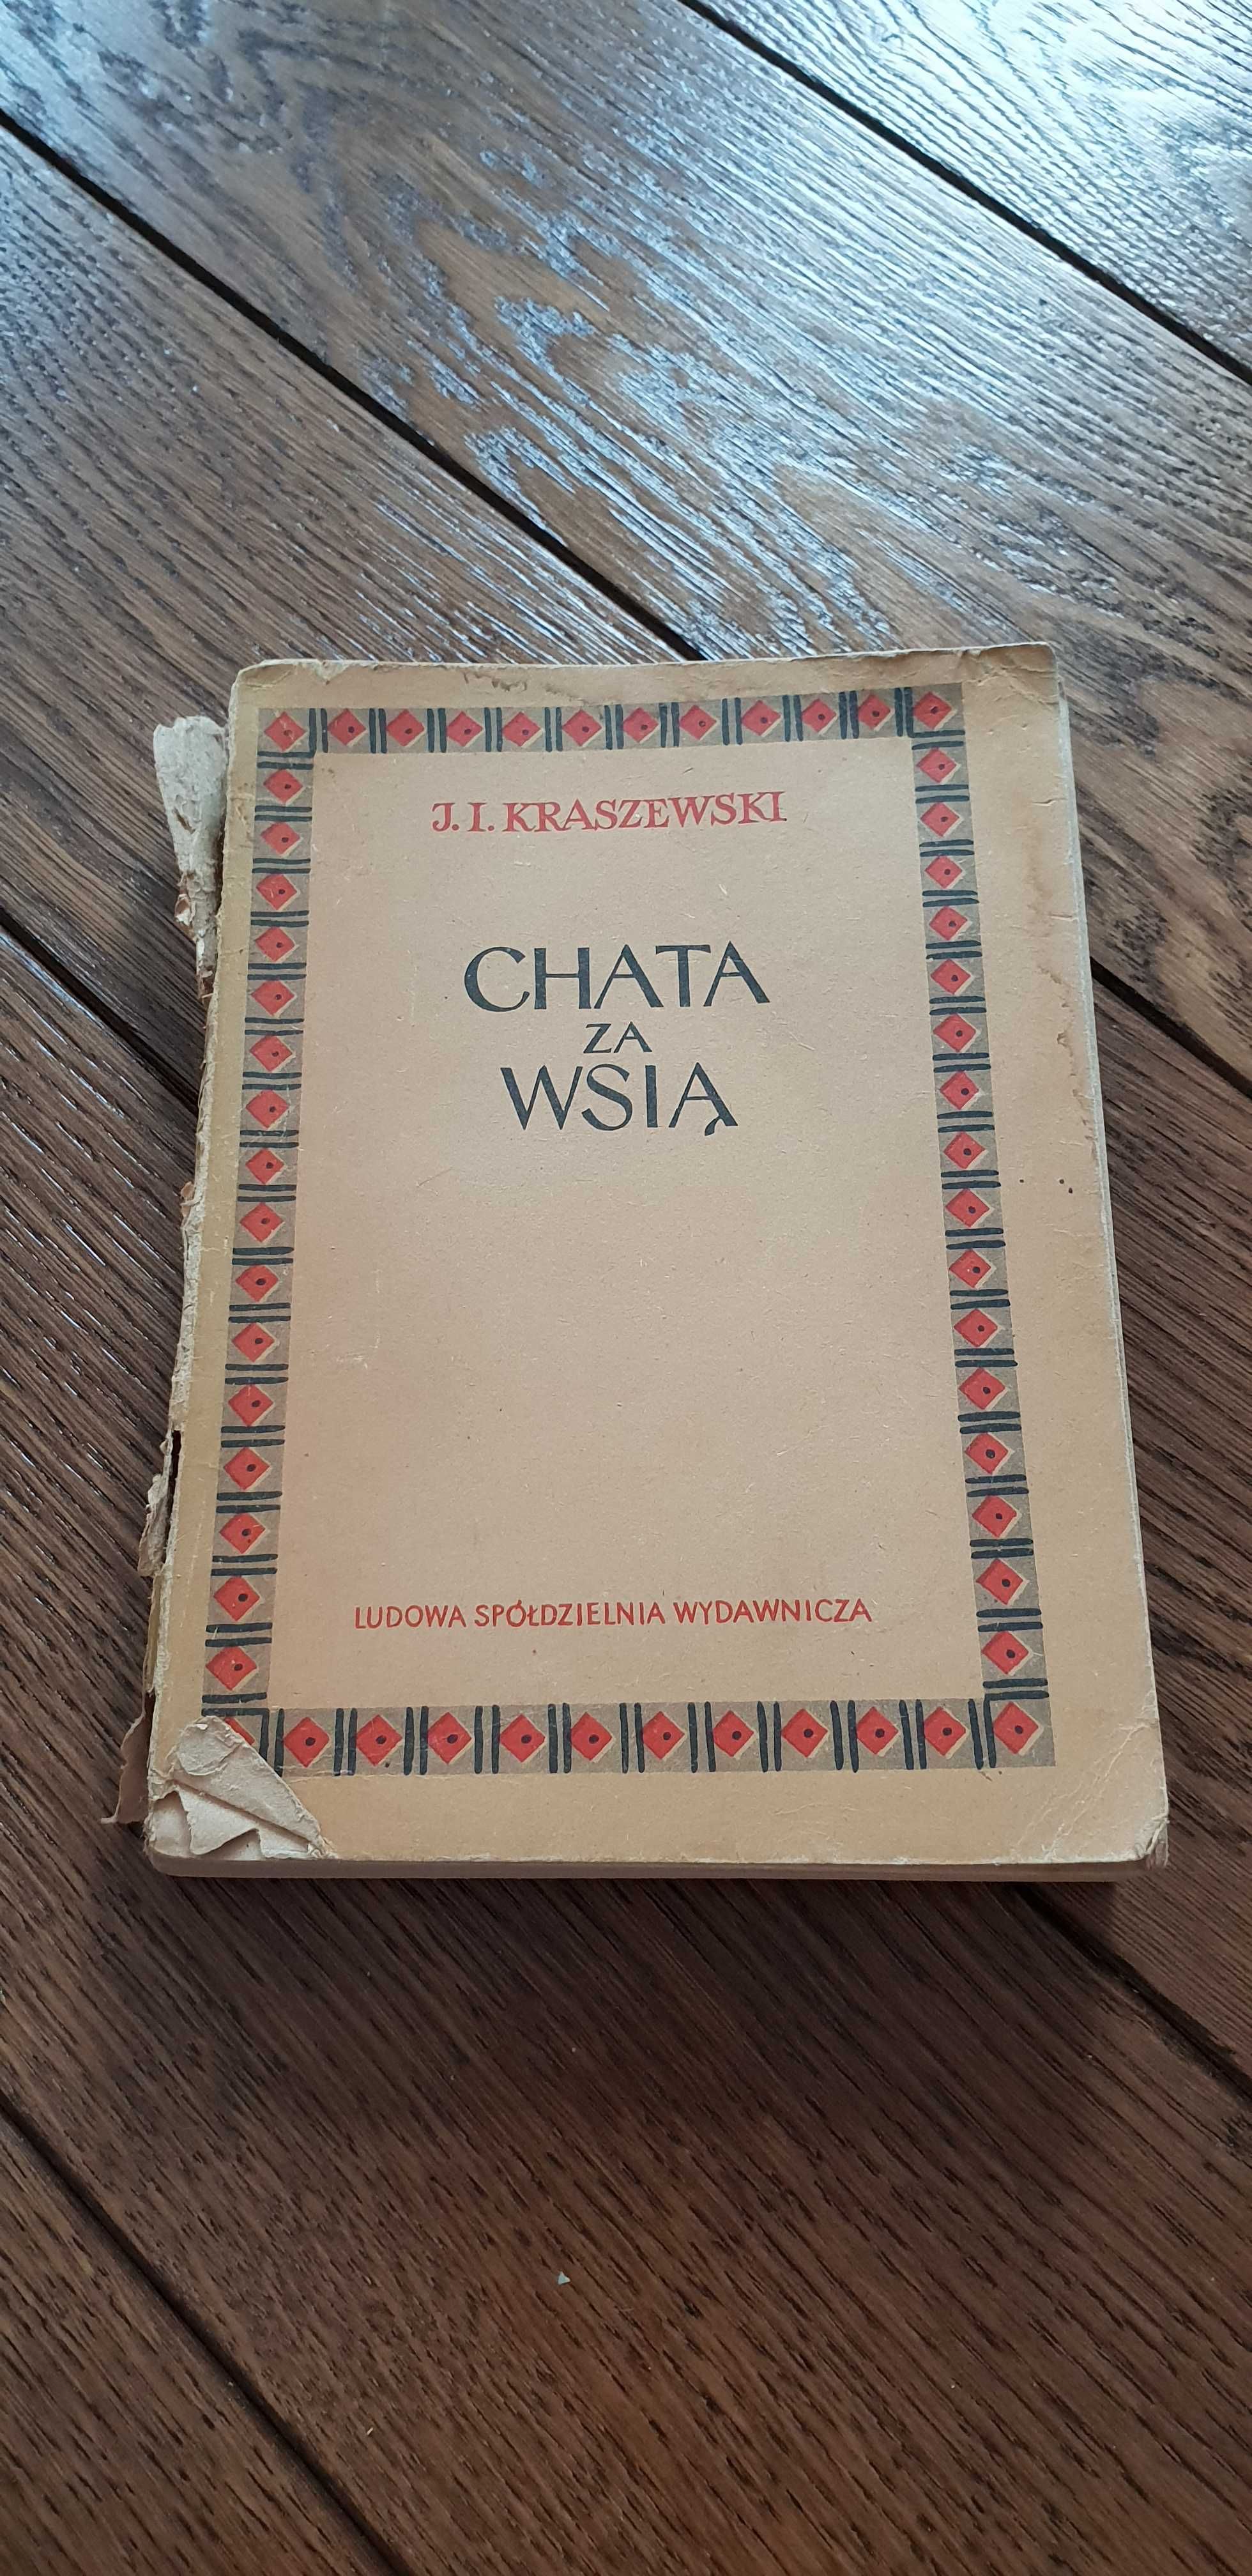 J. I. KRASZEWSKI
CHATA
ZA
WSIĄ
LUDOWA SPÓŁDZIELNIA WYDAWNICZA